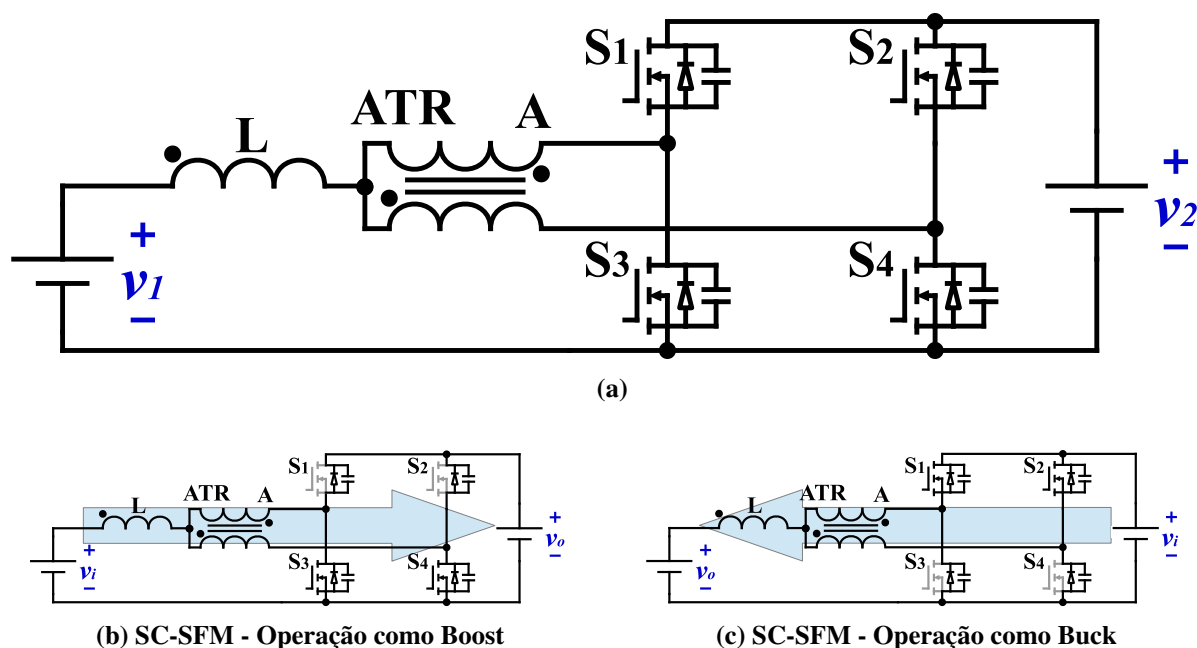 S1
S2
ATR
A
L
+
v1
−
S3
S4
+
v2
−
(a)
S1
S2
ATR
A
L
S3
S4
+
vi
−
+
vo
−
(b) SC-SFM - Operação como Boost
S1
S2
ATR
A
L
S3
S4
+
vo
−
+
vi
−
(c) SC-SFM - Operação como Buck